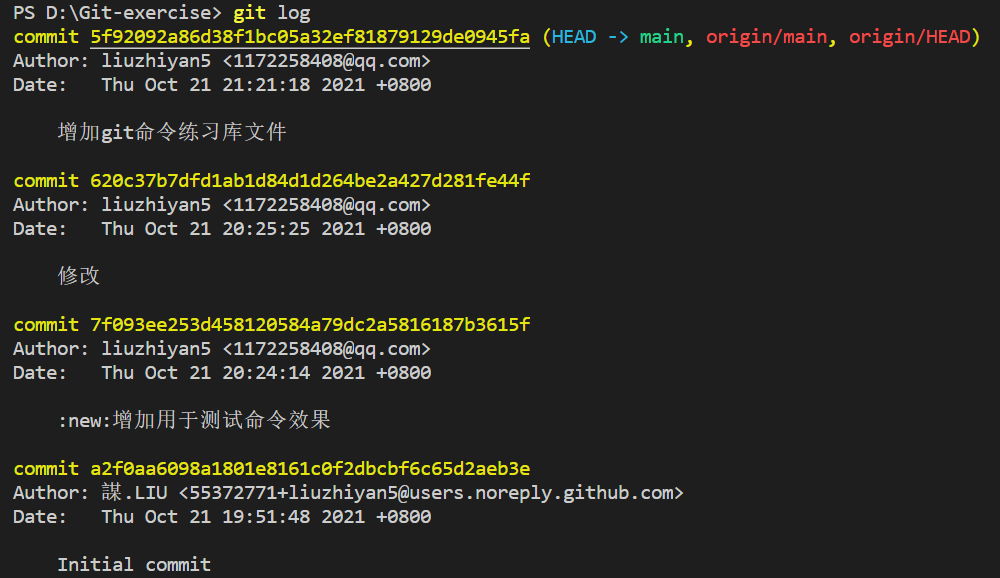 PS D:\Git-exercise> git log
commit 5f92092a86d38f1bc05a32ef81879129de0945fa (HEAD -> main, origin/main, origin/HEAD)
Author: liuzhiyan5 <1172258408@qq.com>
Date:   Thu Oct 21 21:21:18 2021 +0800
增加git命令练习库文件
commit 620c37b7dfd1ab1d84d1d264be2a427d281fe44f
Author: liuzhiyan5 <1172258408@qq.com>
Date:   Thu Oct 21 20:25:25 2021 +0800
修改
commit 7f093ee253d458120584a79dc2a5816187b3615f
Author: liuzhiyan5 <1172258408@qq.com>
Date:   Thu Oct 21 20:24:14 2021 +0800
:new:增加用于测试命令效果
commit a2f0aa6098a1801e8161c0f2dbcbf6c65d2aeb3e
Author: 謀.LIU <55372771+liuzhiyan5@users.noreply.github.com>
Date:   Thu Oct 21 19:51:48 2021 +0800
Initial commit